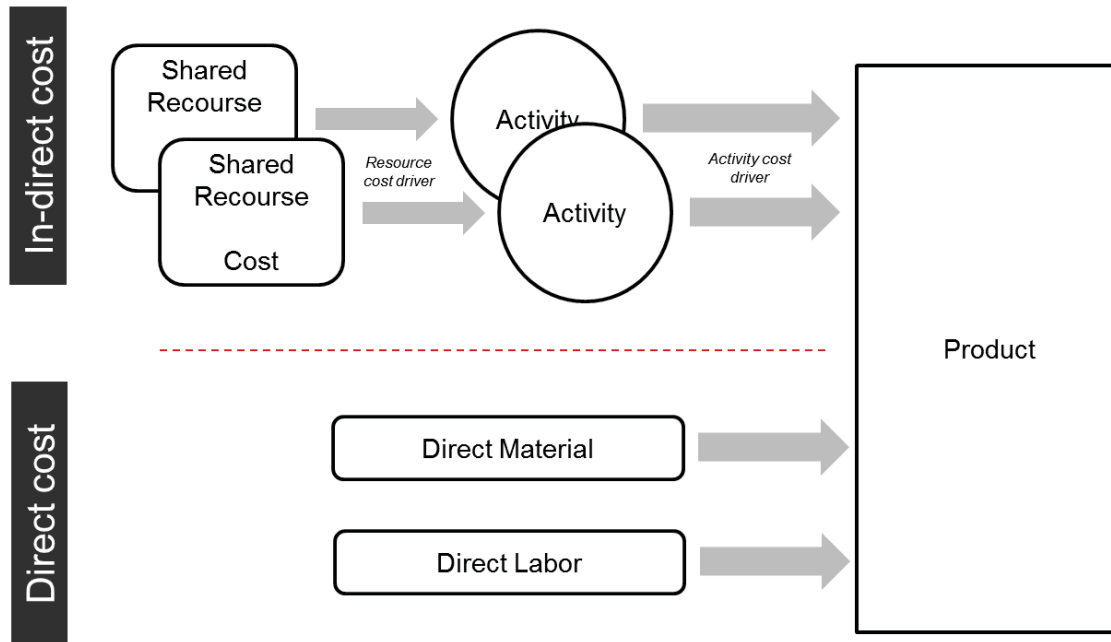 In-direct cost
Shared
Recourse
Shared
Recourse
Cost
Resource
cost driver
Activity
Activity
Activity cost
driver
Product
Direct cost
Direct Material
Direct Labor